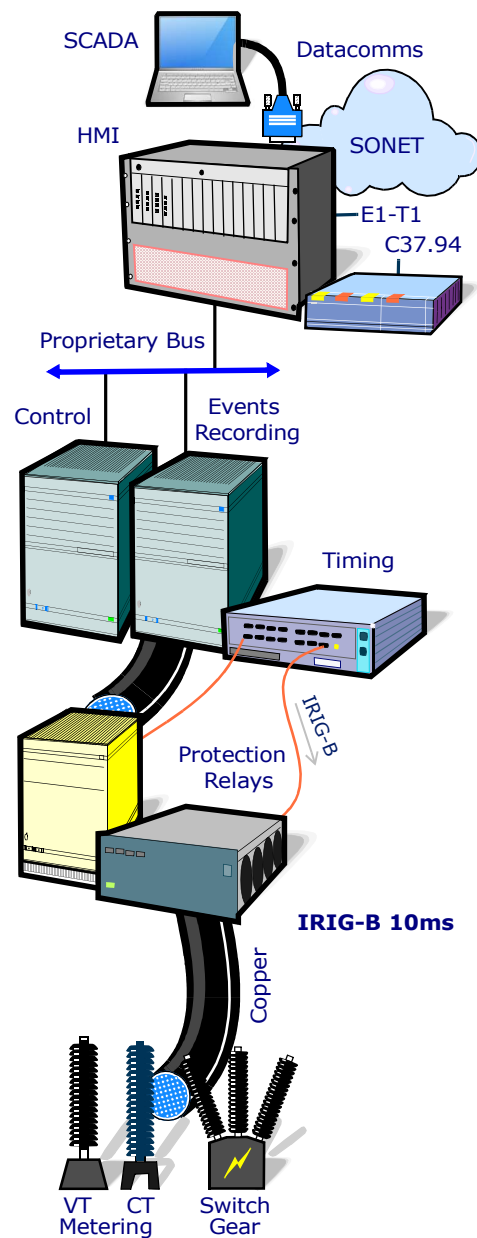 SCADA
Datacomms
HMI
SONET
E1-T1
C37.94
Proprietary Bus
Control
Events
Recording
Timing
IRIG-B
Protection
Relays
IRIG-B 10ms
Copper
VT CT
Metering
Switch
Gear